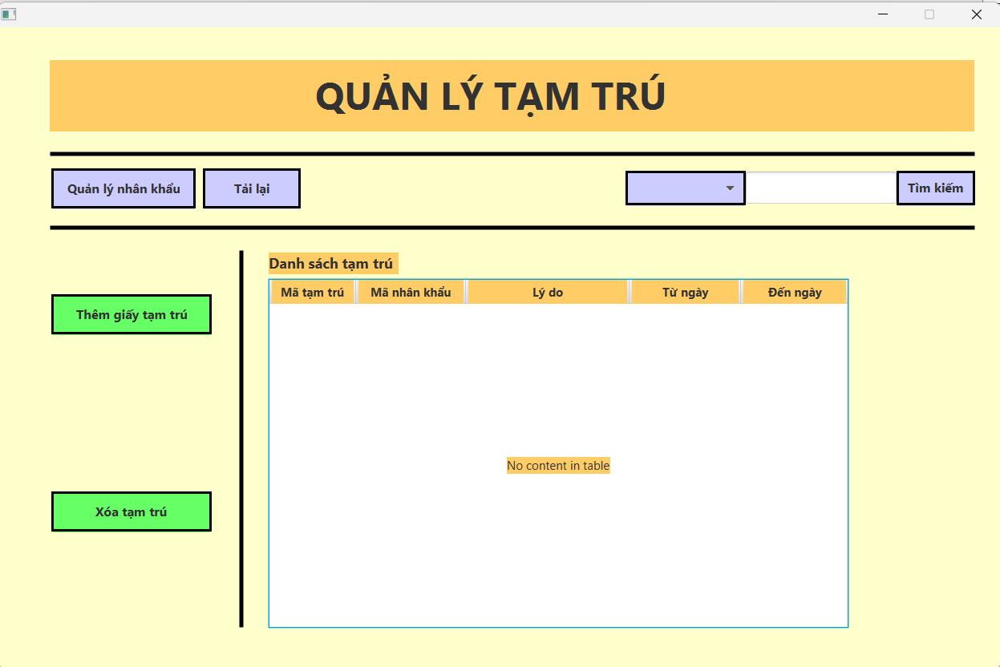 QUẢN LÝ TẠM TRÚ
Quản lý nhân khẩu Tải lại Tìm kiếm
Danh sách tạm trú
Mã tạm trú Mã nhân khẩu Lý do Từ ngày Đến ngày
Thêm giấy tạm trú
No content in table
Xóa tạm trú